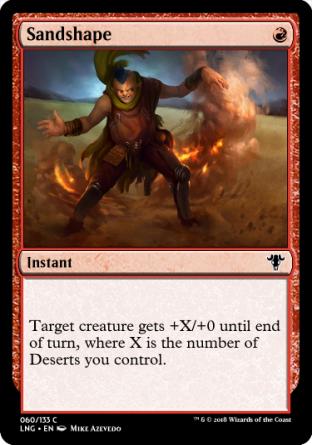 Sandshape
Instant
Target creature gets +X/+0 until end
of turn, where X is the number of
Deserts you control.
060/133 C
LNG • EN Mike Azevedo
™ & © 2018 Wizards of the Coast